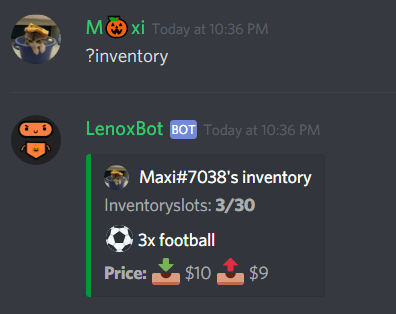 M🎃xi Today at 10:36 PM
?inventory
LenoxBot BOT Today at 10:36 PM
Maxi#7038's inventory
Inventoryslots: 3/30
3x football
Price: $10 $9